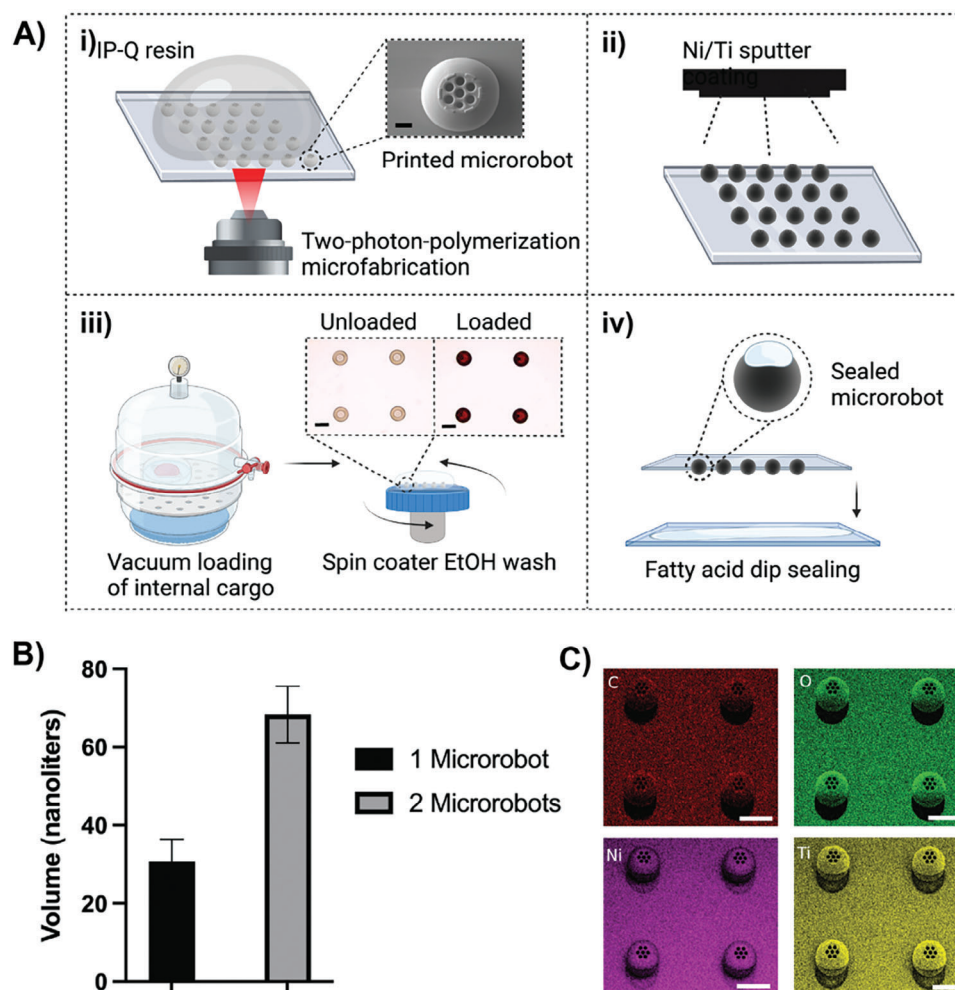 A)
i)
IP-Q resin
Printed microrobot
Two-photon-polymerization
microfabrication
ii)
Ni/Ti sputter
coating
iii)
Unloaded
Loaded
Vacuum loading
of internal cargo
Spin coater EtOH wash
iv)
Sealed
microrobot
Fatty acid dip sealing
B)
Volume (nanoliters)
80
60
40
20
0
1 Microrobot
2 Microrobots
C)
C
O
Ni
Ti